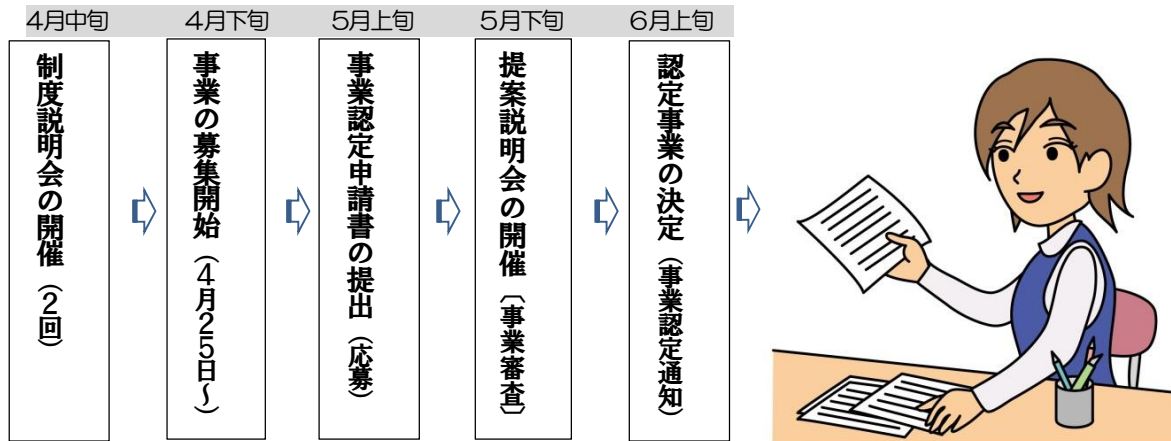 4月中旬
4月下旬
5月上旬
5月下旬
6月上旬
制度説明会の開催（2回）
事業の募集開始（4月25日～）
事業認定申請書の提出（応募）
提案説明会の開催〔事業審査〕
認定事業の決定（事業認定通知）